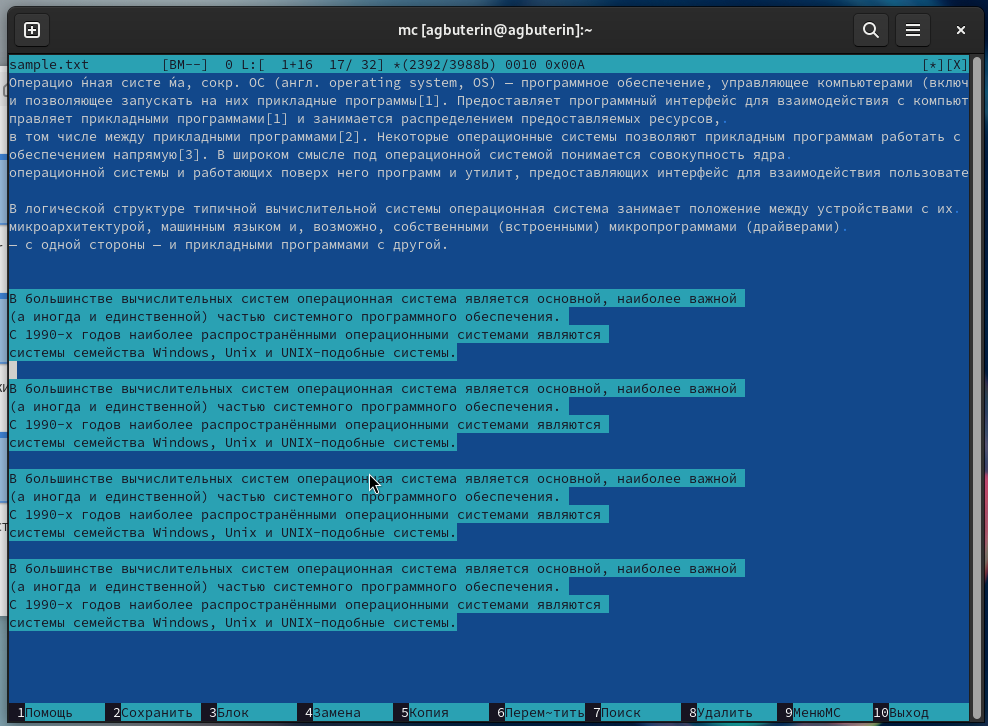 mc [agbuterin@agbuterin]:~
sample.txt [BM--] 0 L:[ 1+16 17/ 32] *(2392/3988b) 0010 0x00A [*][X]
Операцио ́нная систе ́ма, сокр. ОС (англ. operating system, OS) — программное обеспечение, управляющее компьютерами (включ
и позволяющее запускать на них прикладные программы[1]. Предоставляет программный интерфейс для взаимодействия с компьют
правляет прикладными программами[1] и занимается распределением предоставляемых ресурсов,.
в том числе между прикладными программами[2]. Некоторые операционные системы позволяют прикладным программам работать с
обеспечением напрямую[3]. В широком смысле под операционной системой понимается совокупность ядра.
операционной системы и работающих поверх него программ и утилит, предоставляющих интерфейс для взаимодействия пользовате
В логической структуре типичной вычислительной системы операционная система занимает положение между устройствами с их.
микроархитектурой, машинным языком и, возможно, собственными (встроенными) микропрограммами (драйверами).
— с одной стороны — и прикладными программами с другой.
В большинстве вычислительных систем операционная система является основной, наиболее важной
(а иногда и единственной) частью системного программного обеспечения.
С 1990-х годов наиболее распространёнными операционными системами являются
системы семейства Windows, Unix и UNIX-подобные системы.
В большинстве вычислительных систем операционная система является основной, наиболее важной
(а иногда и единственной) частью системного программного обеспечения.
С 1990-х годов наиболее распространёнными операционными системами являются
системы семейства Windows, Unix и UNIX-подобные системы.
В большинстве вычислительных систем операционная система является основной, наиболее важной
(а иногда и единственной) частью системного программного обеспечения.
С 1990-х годов наиболее распространёнными операционными системами являются
системы семейства Windows, Unix и UNIX-подобные системы.
В большинстве вычислительных систем операционная система является основной, наиболее важной
(а иногда и единственной) частью системного программного обеспечения.
С 1990-х годов наиболее распространёнными операционными системами являются
системы семейства Windows, Unix и UNIX-подобные системы.
1Помощь 2Сохранить 3Блок 4Замена 5Копия 6Перем~тить 7Поиск 8Удалить 9МенюMC 10Выход